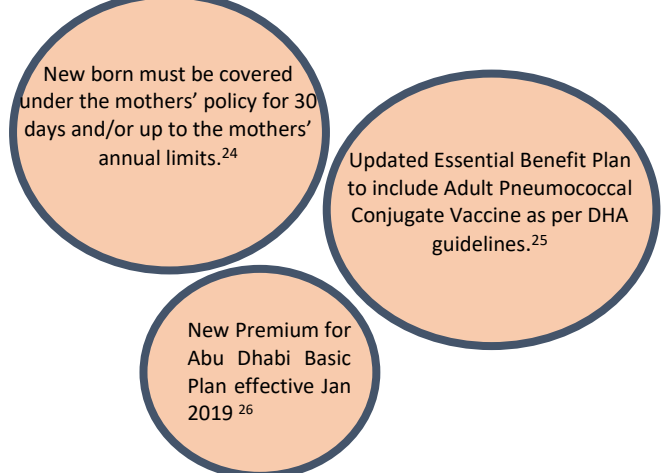 New born must be covered
under the mothers’ policy for 30
days and/or up to the mothers’
annual limits.24
Updated Essential Benefit Plan
to include Adult Pneumococcal
Conjugate Vaccine as per DHA
guidelines.25
New Premium for
Abu Dhabi Basic
Plan effective Jan
2019 26